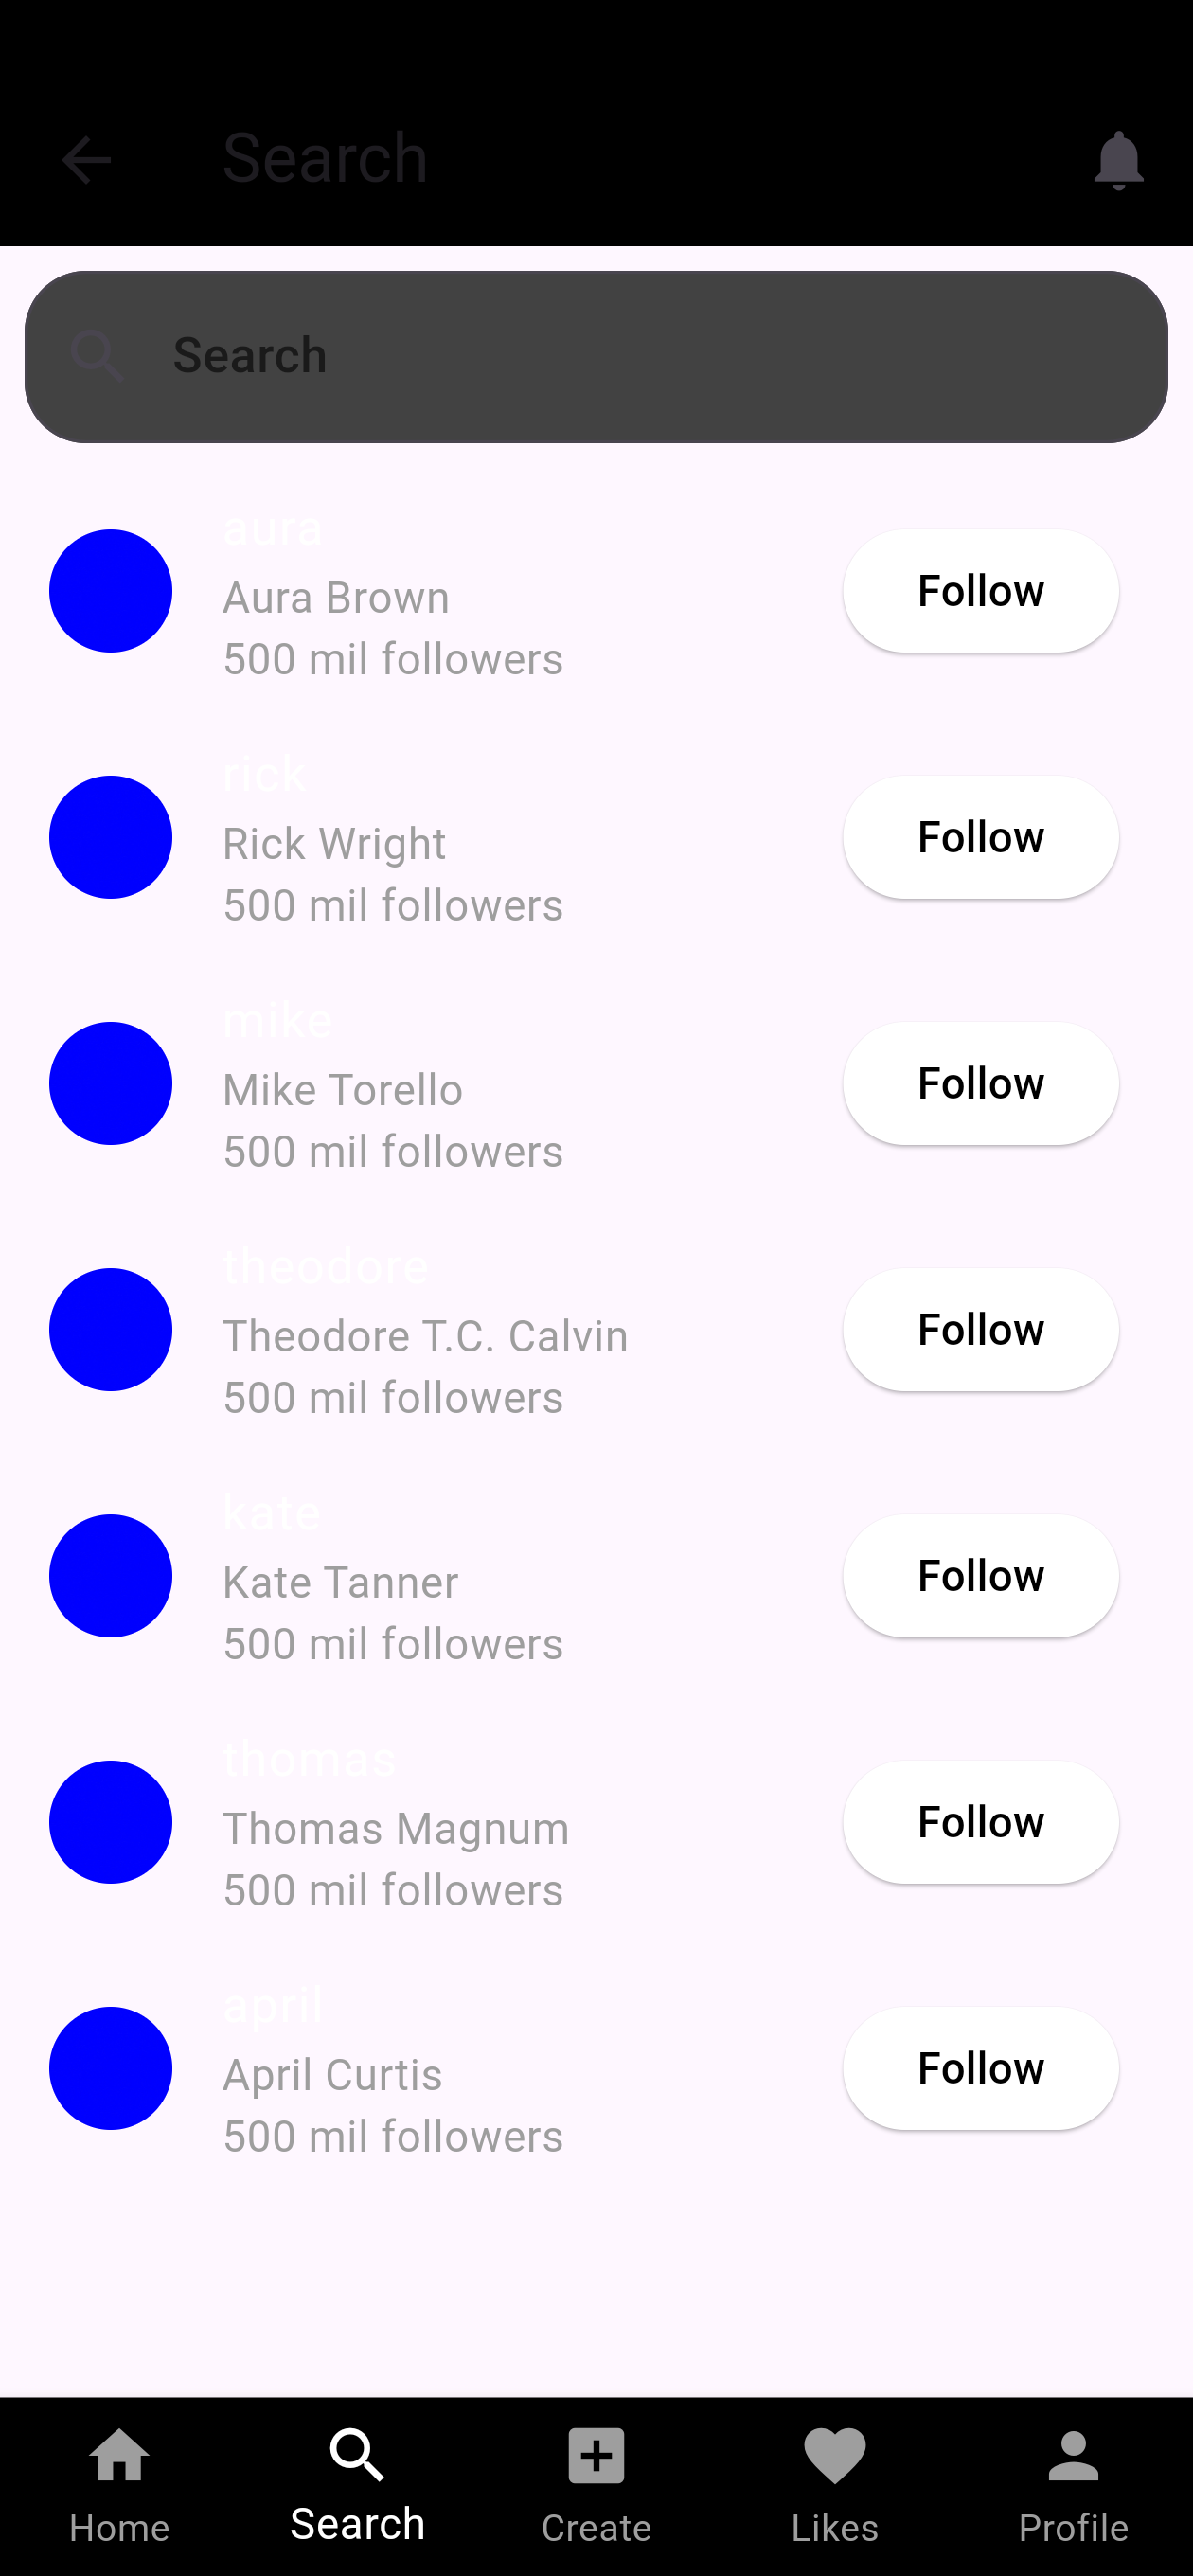 Search
Search
aura
Aura Brown
500 mil followers
Follow
rick
Rick Wright
500 mil followers
Follow
mike
Mike Torello
500 mil followers
Follow
theodore
Theodore T.C. Calvin
500 mil followers
Follow
kate
Kate Tanner
500 mil followers
Follow
thomas
Thomas Magnum
500 mil followers
Follow
april
April Curtis
500 mil followers
Follow
Home
Search
Create
Likes
Profile